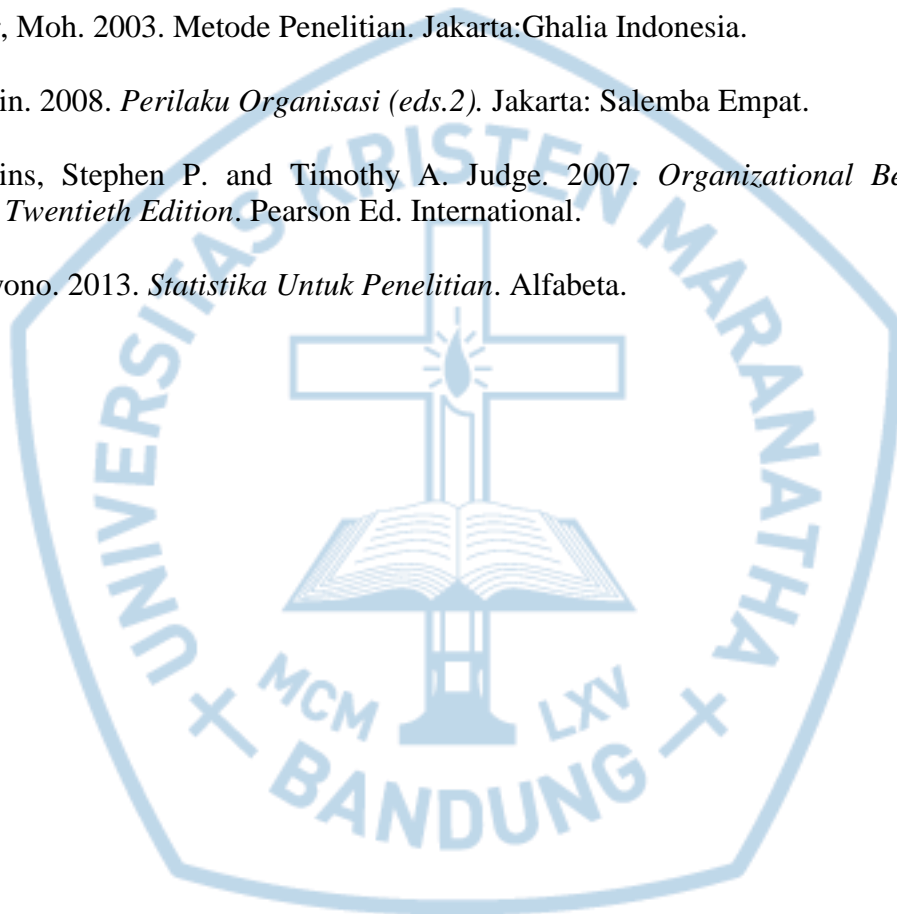 , Moh. 2003. Metode Penelitian. Jakarta:Ghalia Indonesia.
in. 2008. Perilaku Organisasi (eds.2). Jakarta: Salemba Empat.
ins, Stephen P. and Timothy A. Judge. 2007. Organizational Be
Twentieth Edition. Pearson Ed. International.
yono. 2013. Statistika Untuk Penelitian. Alfabeta.
UNIVERSITAS KRISTEN MARANATHA
MCM LXV
BANDUNG